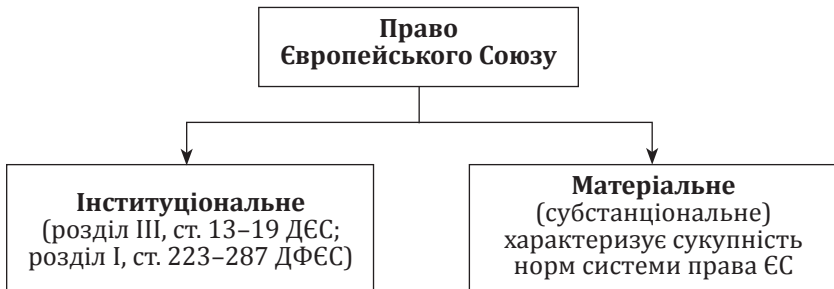 Право
Європейського Союзу
Інституціональне
(розділ III, ст. 13–19 ДЄС;
розділ I, ст. 223–287 ДФЄС)
Матеріальне
(субстанціональне)
характеризує сукупність
норм системи права ЄС